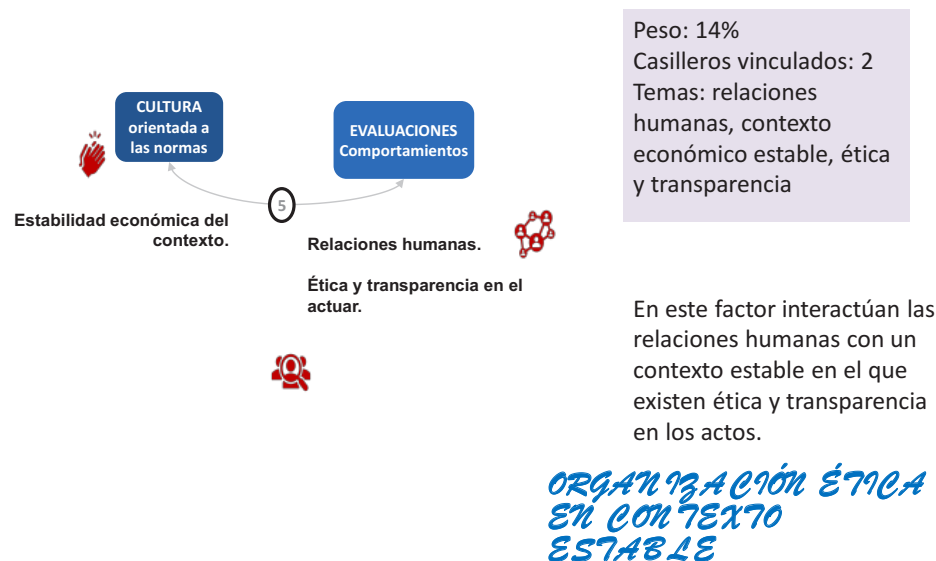 CULTURA
orientada a
las normas
EVALUACIONES
Comportamientos
5
Estabilidad económica del
contexto.
Relaciones humanas.
Ética y transparencia en el
actuar.
Peso: 14%
Casilleros vinculados: 2
Temas: relaciones
humanas, contexto
económico estable, ética
y transparencia
En este factor interactúan las
relaciones humanas con un
contexto estable en el que
existen ética y transparencia
en los actos.
ORGANIZACIÓN ÉTICA
EN CONTEXTO
ESTABLE